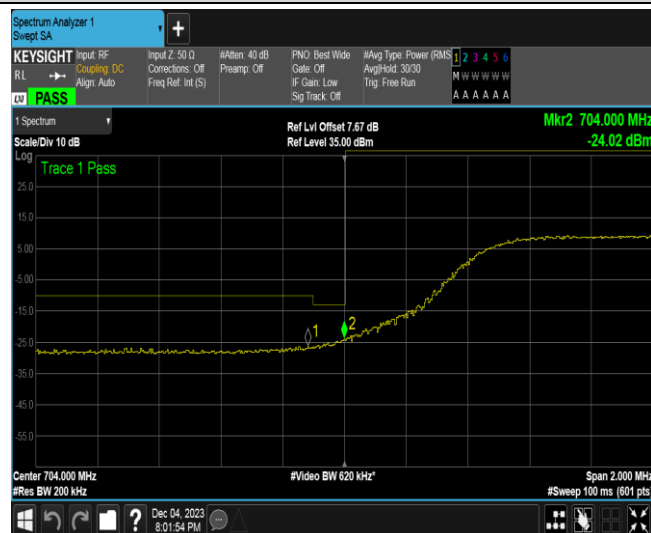 Spectrum Analyzer 1
Swept SA
+
KEYSIGHT
RL
LXI PASS
Input: RF
Coupling: DC
Align: Auto
Input Z: 50 Ω
Corrections: Off
Freq Ref: Int (S)
#Atten: 40 dB
Preamp: Off
PNO: Best Wide
Gate: Off
IF Gain: Low
Sig Track: Off
#Avg Type: Power (RMS
Avg|Hold: 30/30
Trig: Free Run
1 2 3 4 5 6
M W W W W W
A A A A A A
1 Spectrum
Scale/Div 10 dB
Ref Lvl Offset 7.67 dB
Ref Level 35.00 dBm
Mkr2 704.000 MHz
-24.02 dBm
Log
Trace 1 Pass
25.0
15.0
5.00
-5.00
-15.0
-25.0
-35.0
-45.0
-55.0
1
2
Center 704.000 MHz
#Res BW 200 kHz
#Video BW 620 kHz*
Span 2.000 MHz
#Sweep 100 ms (601 pts)
?
Dec 04, 2023
8:01:54 PM